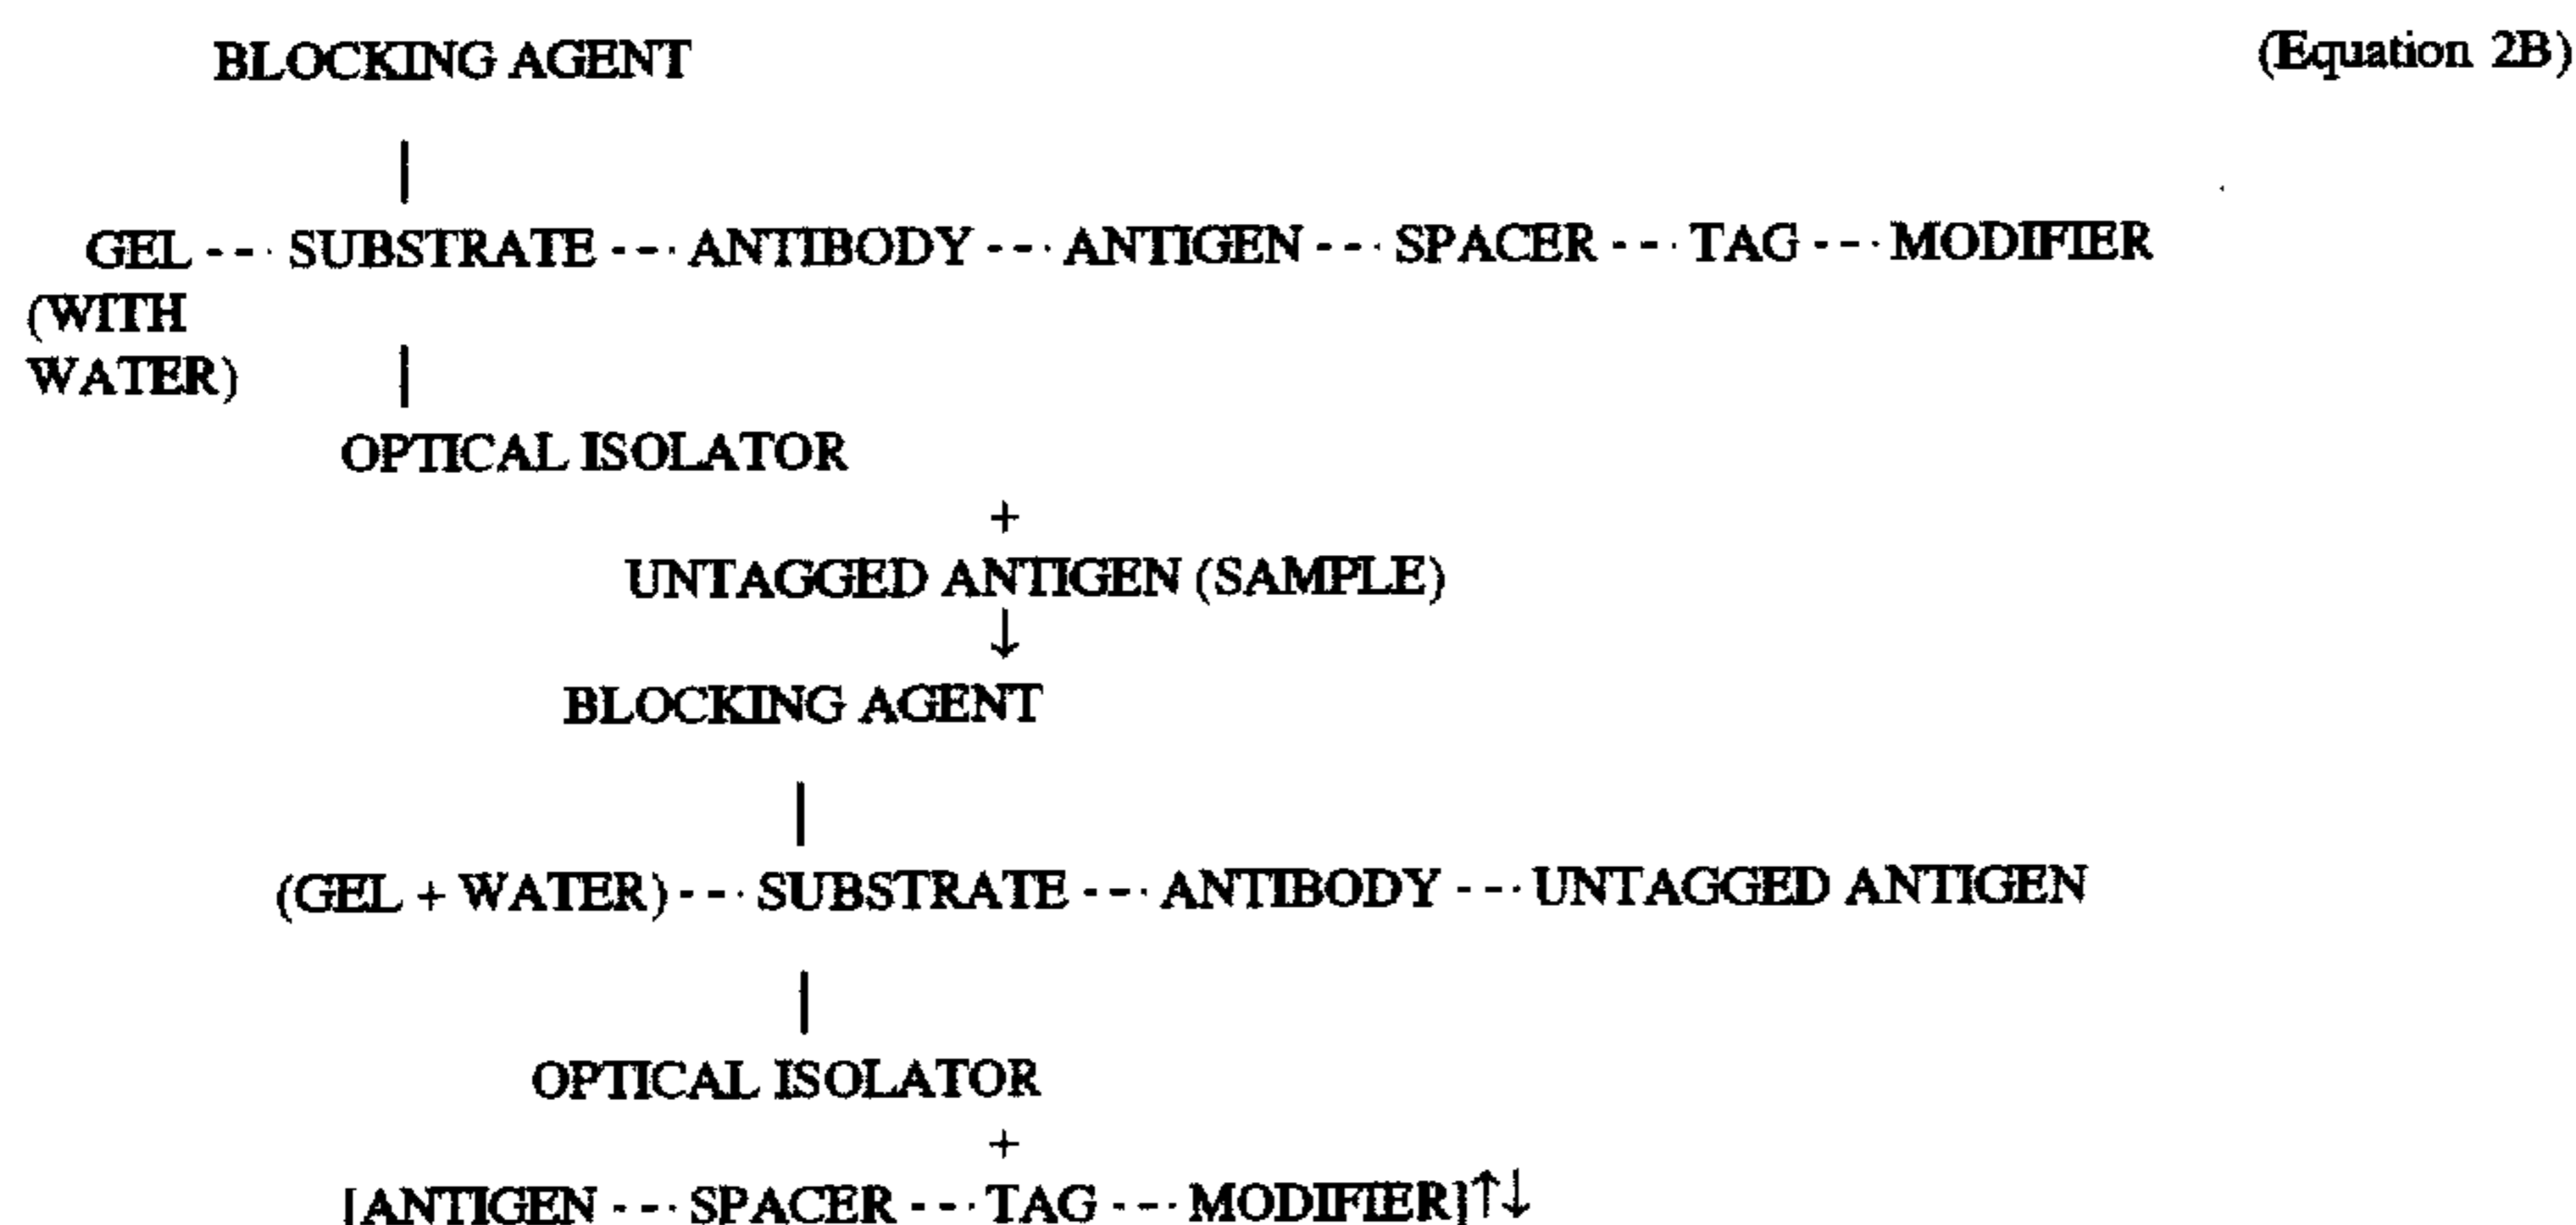 BLOCKING AGENT (Equation 2B)
|
GEL --- SUBSTRATE --- ANTIBODY --- ANTIGEN --- SPACER --- TAG --- MODIFIER
(WITH
WATER) |
OPTICAL ISOLATOR
+
UNTAGGED ANTIGEN (SAMPLE)
↓
BLOCKING AGENT
|
(GEL + WATER) --- SUBSTRATE --- ANTIBODY --- UNTAGGED ANTIGEN
|
OPTICAL ISOLATOR
+
[ANTIGEN --- SPACER --- TAG --- MODIFIER]↑↓